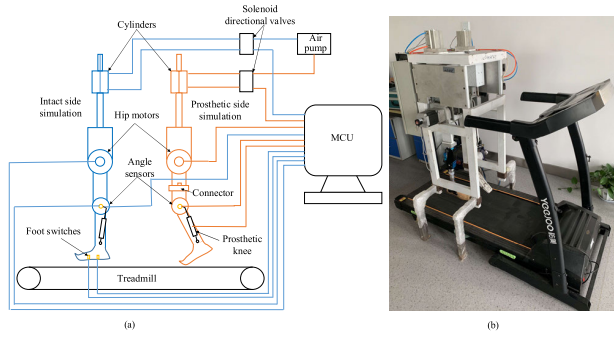 Solenoid
directional valves
Cylinders
Air
pump
Intact side
simulation
Prosthetic side
simulation
Hip motors
MCU
Angle
sensors
Connector
Foot switches
Prosthetic
knee
Treadmill
YOOJOO
(a)
(b)